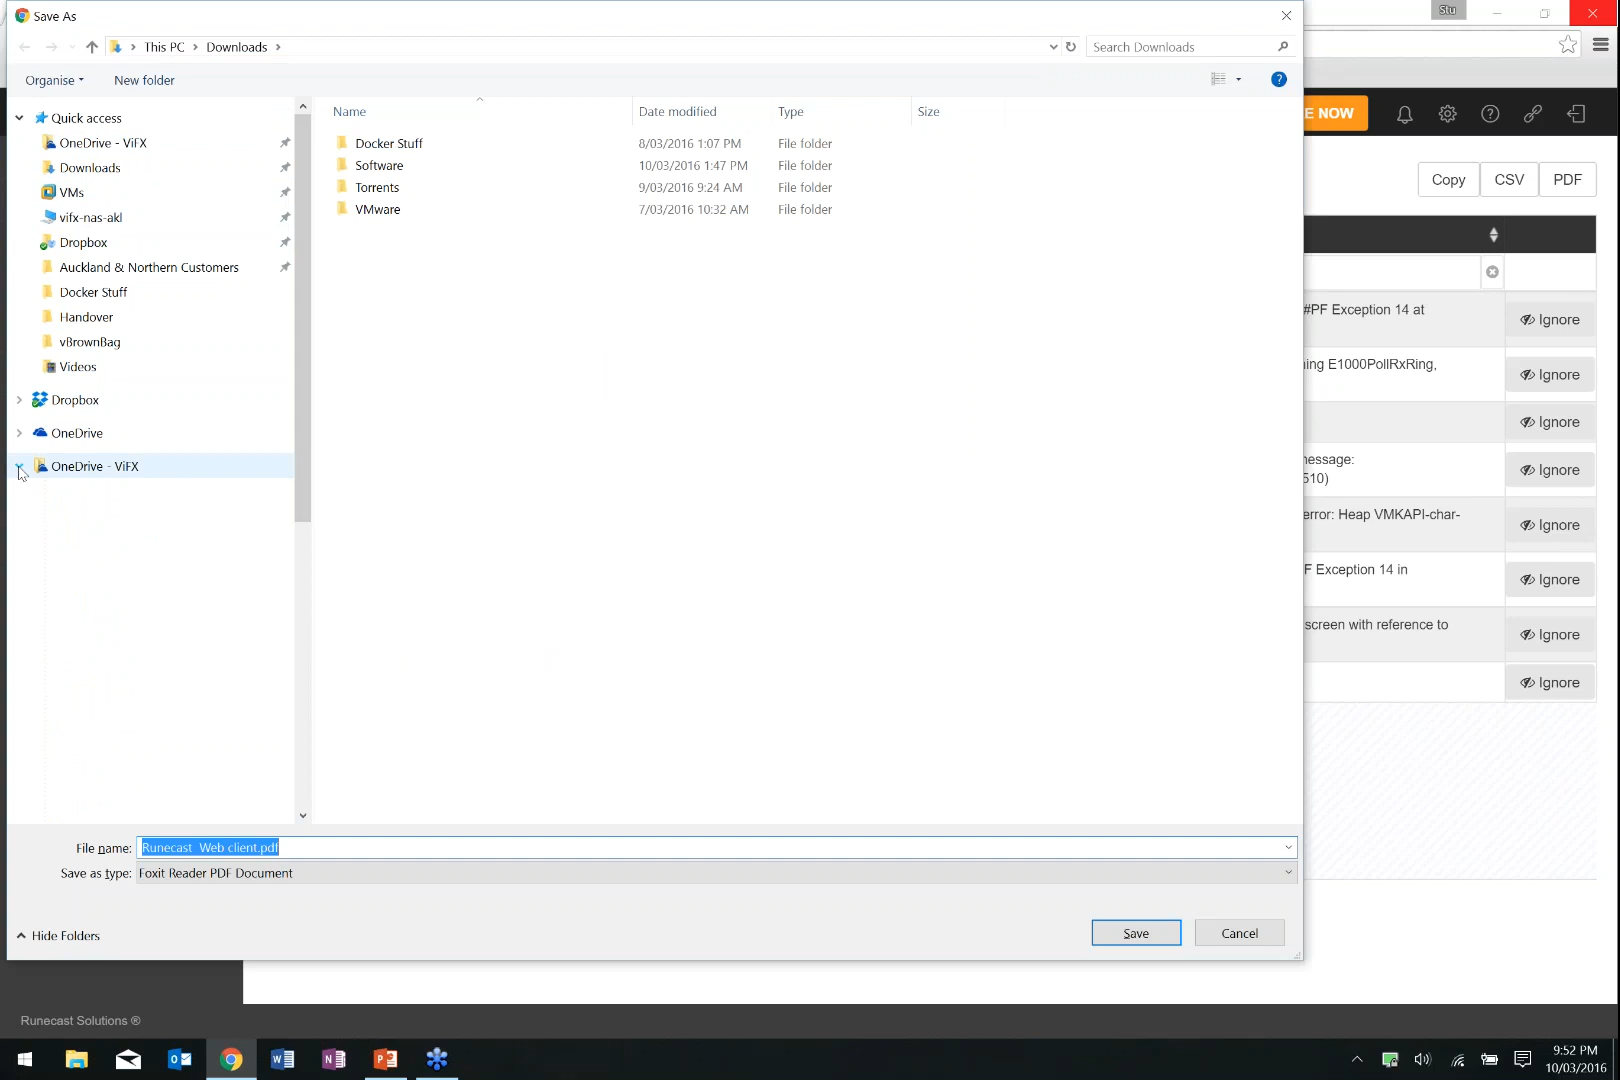 Save As
Stu
This PC > Downloads >
Search Downloads
Organise
New folder
?
Quick access
OneDrive - ViFX
Downloads
VMs
vifx-nas-akl
Dropbox
Auckland & Northern Customers
Docker Stuff
Handover
vBrownBag
Videos
Dropbox
OneDrive
OneDrive - ViFX
Name Date modified Type Size
Docker Stuff 8/03/2016 1:07 PM File folder
Software 10/03/2016 1:47 PM File folder
Torrents 9/03/2016 9:24 AM File folder
VMware 7/03/2016 10:32 AM File folder
E NOW
Copy CSV PDF
#PF Exception 14 at
Ignore
ing E1000PollRxRing,
Ignore
Ignore
essage:
510)
Ignore
error: Heap VMKAPI-char-
Ignore
F Exception 14 in
Ignore
screen with reference to
Ignore
Ignore
File name: Runecast  Web client.pdf
Save as type: Foxit Reader PDF Document
Hide Folders
Save
Cancel
Runecast Solutions ®
9:52 PM
10/03/2016